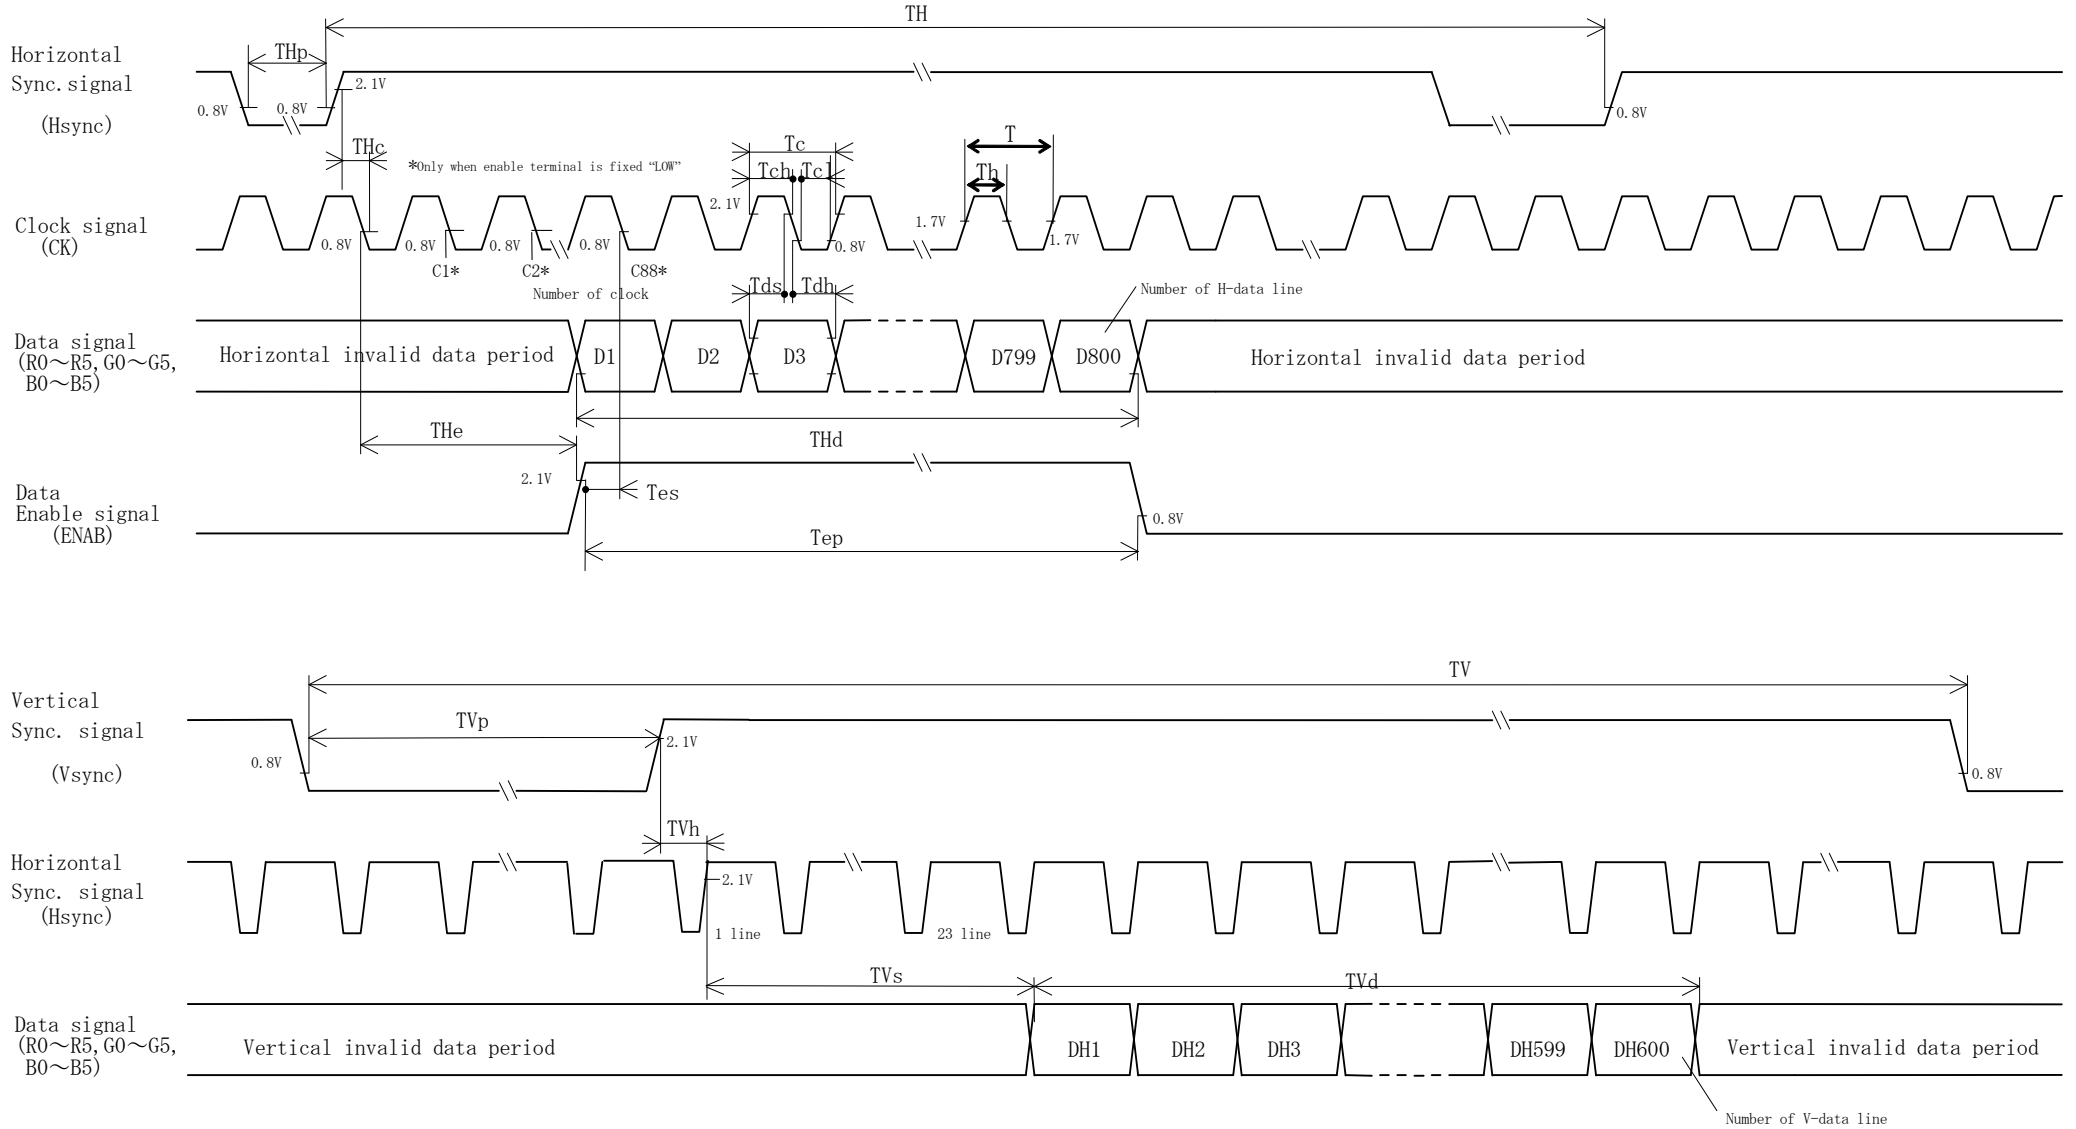 TH
Horizontal
Sync.signal
(Hsync)
THp
0.8V
0.8V
2.1V
0.8V
THc
*Only when enable terminal is fixed “LOW”
Tc
Tch
Tcl
T
Th
Clock signal
(CK)
0.8V
0.8V
0.8V
0.8V
2.1V
0.8V
1.7V
1.7V
C1*
C2*
C88*
Number of clock
Tds
Tdh
Number of H-data line
Data signal
(R0～R5,G0～G5,
B0～B5)
Horizontal invalid data period
D1
D2
D3
D799
D800
Horizontal invalid data period
THe
THd
Data
Enable signal
(ENAB)
2.1V
Tes
0.8V
Tep
TV
Vertical
Sync. signal
(Vsync)
TVp
0.8V
2.1V
0.8V
TVh
Horizontal
Sync. signal
(Hsync)
2.1V
1 line
23 line
TVs
TVd
Data signal
(R0～R5,G0～G5,
B0～B5)
Vertical invalid data period
DH1
DH2
DH3
DH599
DH600
Vertical invalid data period
Number of V-data line